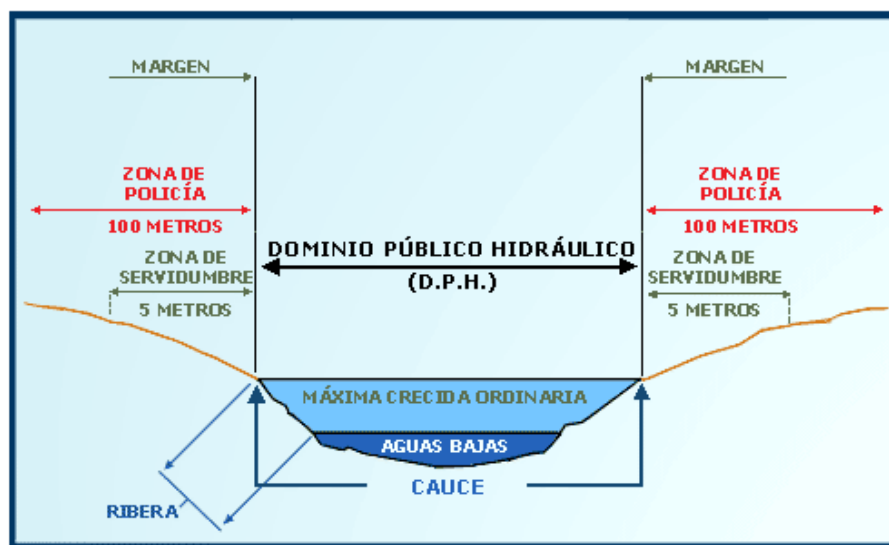 MARGEN
MARGEN
ZONA DE
POLICÍA
100 METROS
ZONA DE
POLICÍA
100 METROS
DOMINIO PÚBLICO HIDRÁULICO
(D.P.H.)
ZONA DE
SERVIDUMBRE
5 METROS
ZONA DE
SERVIDUMBRE
5 METROS
MÁXIMA CRECIDA ORDINARIA
AGUAS BAJAS
CAUCE
RIBERA